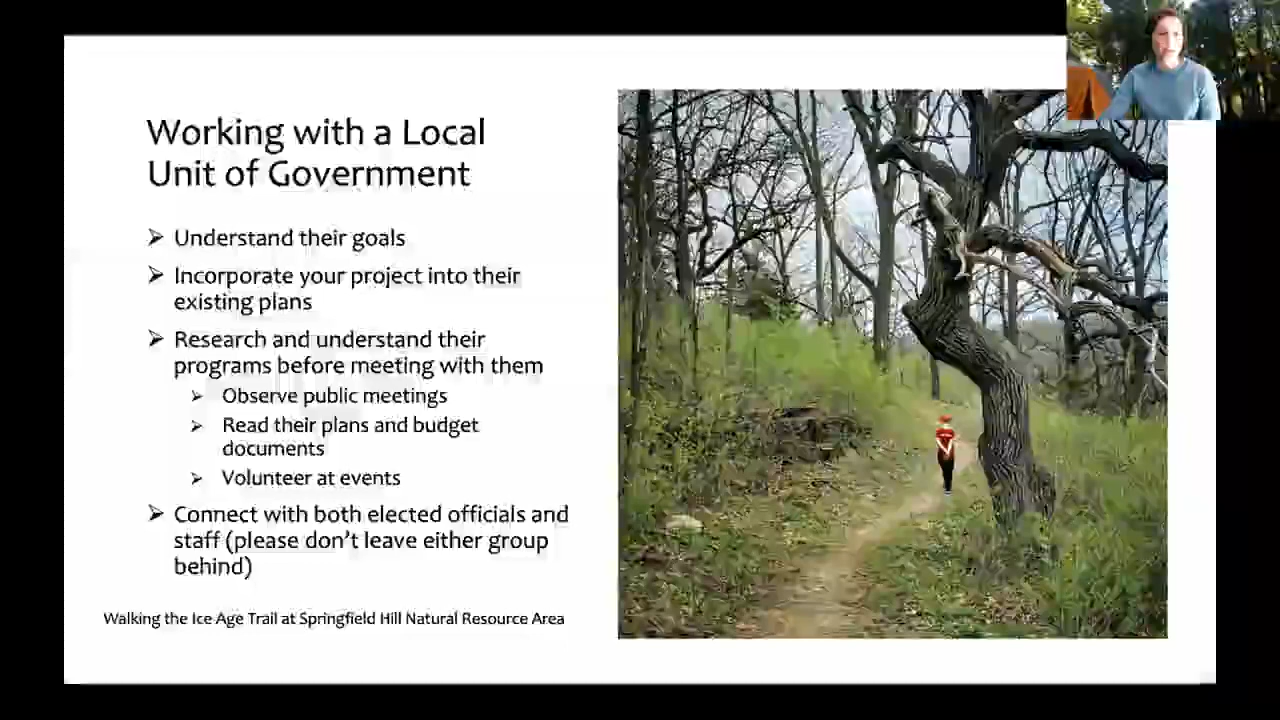 Working with a Local
Unit of Government
➢ Understand their goals
➢ Incorporate your project into their
existing plans
➢ Research and understand their
programs before meeting with them
➢ Observe public meetings
➢ Read their plans and budget
documents
➢ Volunteer at events
➢ Connect with both elected officials and
staff (please don’t leave either group
behind)
Walking the Ice Age Trail at Springfield Hill Natural Resource Area